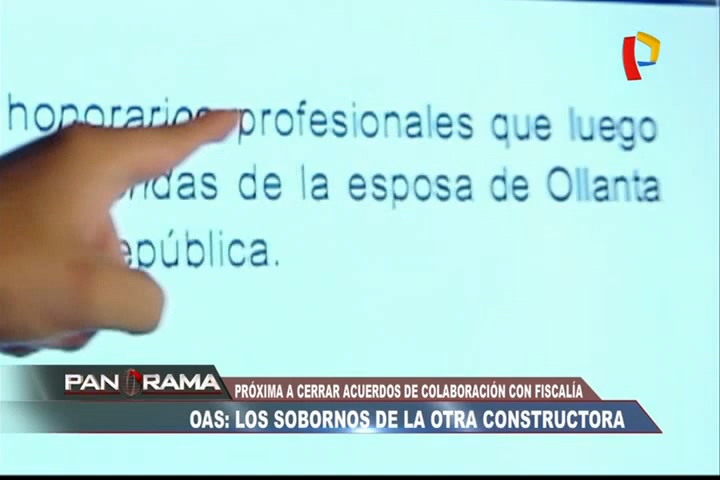 honorarios profesionales que luego
de la esposa de Ollanta
epública.
PANORAMA
PRÓXIMA A CERRAR ACUERDOS DE COLABORACIÓN CON FISCALÍA
OAS: LOS SOBORNOS DE LA OTRA CONSTRUCTORA